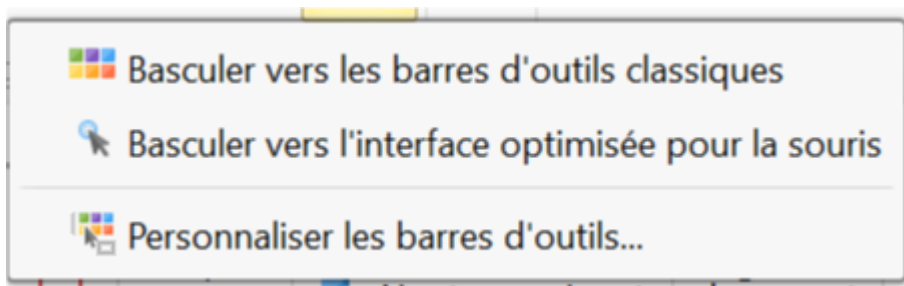 Basculer vers les barres d'outils classiques
Basculer vers l'interface optimisée pour la souris
Personnaliser les barres d'outils...